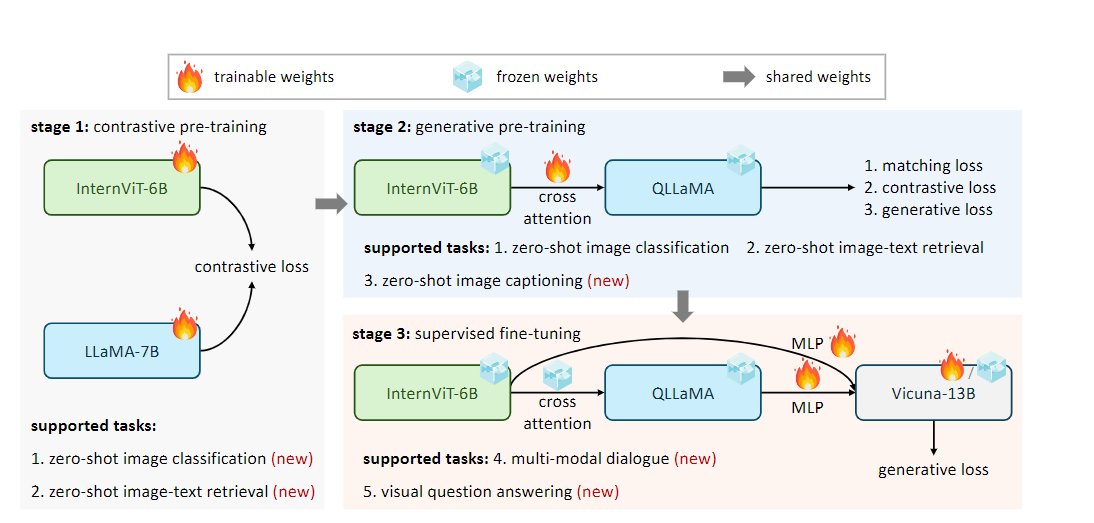 trainable weights
frozen weights
shared weights
stage 1: contrastive pre-training
InternViT-6B
contrastive loss
LLaMA-7B
supported tasks:
1. zero-shot image classification (new)
2. zero-shot image-text retrieval (new)
stage 2: generative pre-training
InternViT-6B
cross
attention
QLLaMA
1. matching loss
2. contrastive loss
3. generative loss
supported tasks: 1. zero-shot image classification 2. zero-shot image-text retrieval
3. zero-shot image captioning (new)
stage 3: supervised fine-tuning
InternViT-6B
cross
attention
QLLaMA
MLP
MLP
/
Vicuna-13B
generative loss
supported tasks: 4. multi-modal dialogue (new)
5. visual question answering (new)